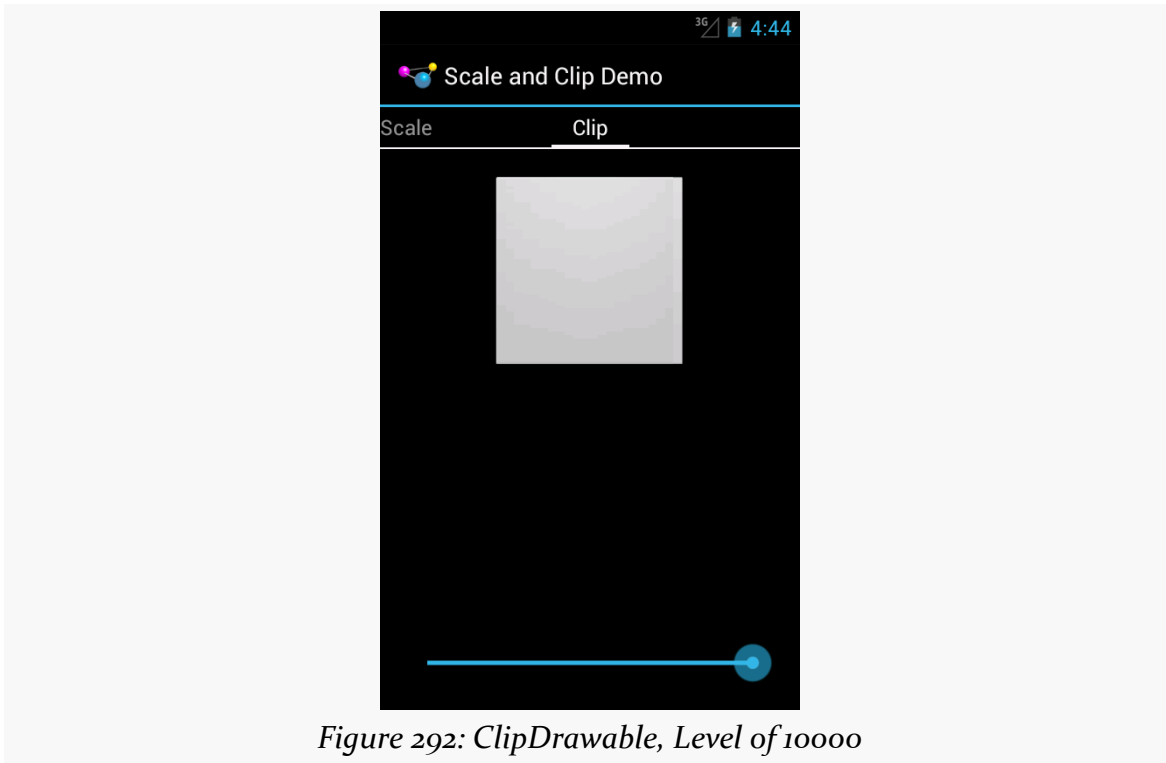 3G 4:44
Scale and Clip Demo
Scale Clip
Figure 292: ClipDrawable, Level of 10000